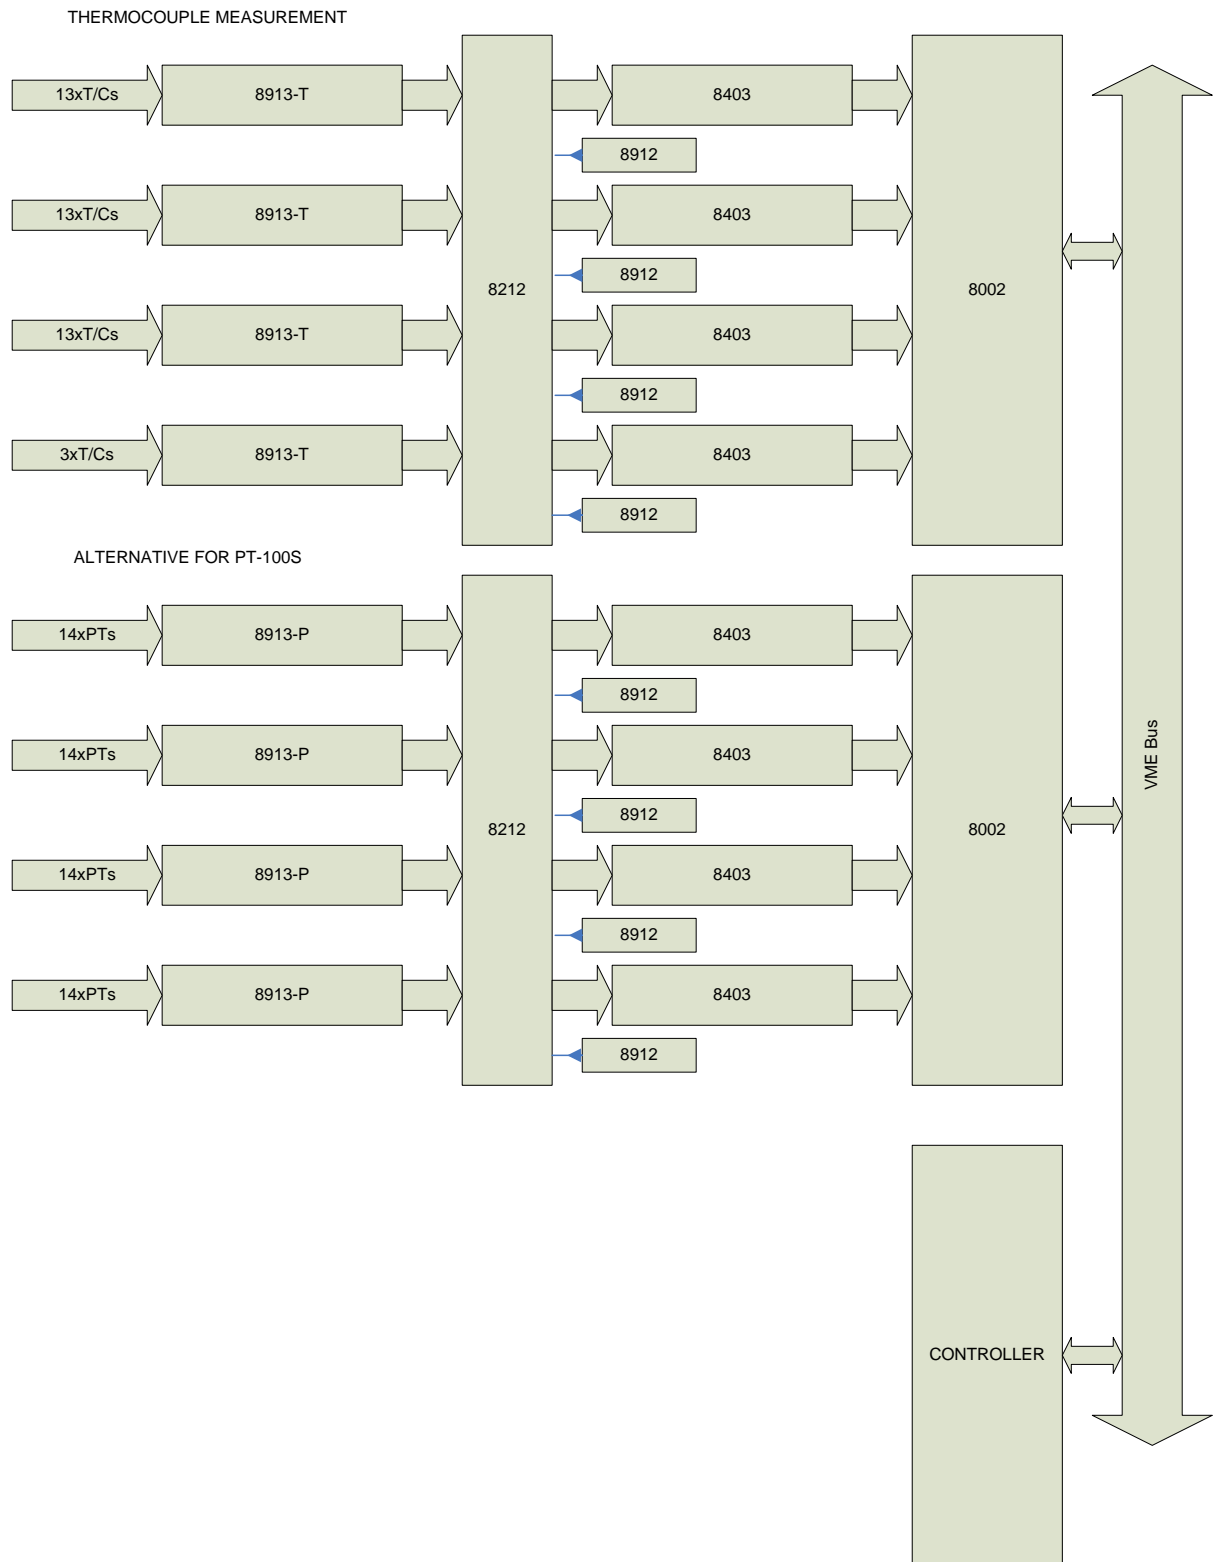 THERMOCOUPLE MEASUREMENT
13xT/Cs
8913-T
8403
8912
13xT/Cs
8913-T
8403
8912
8212
8002
13xT/Cs
8913-T
8403
8912
3xT/Cs
8913-T
8403
8912
ALTERNATIVE FOR PT-100S
14xPTs
8913-P
8403
8912
14xPTs
8913-P
8403
VME Bus
8912
8212
8002
14xPTs
8913-P
8403
8912
14xPTs
8913-P
8403
8912
CONTROLLER